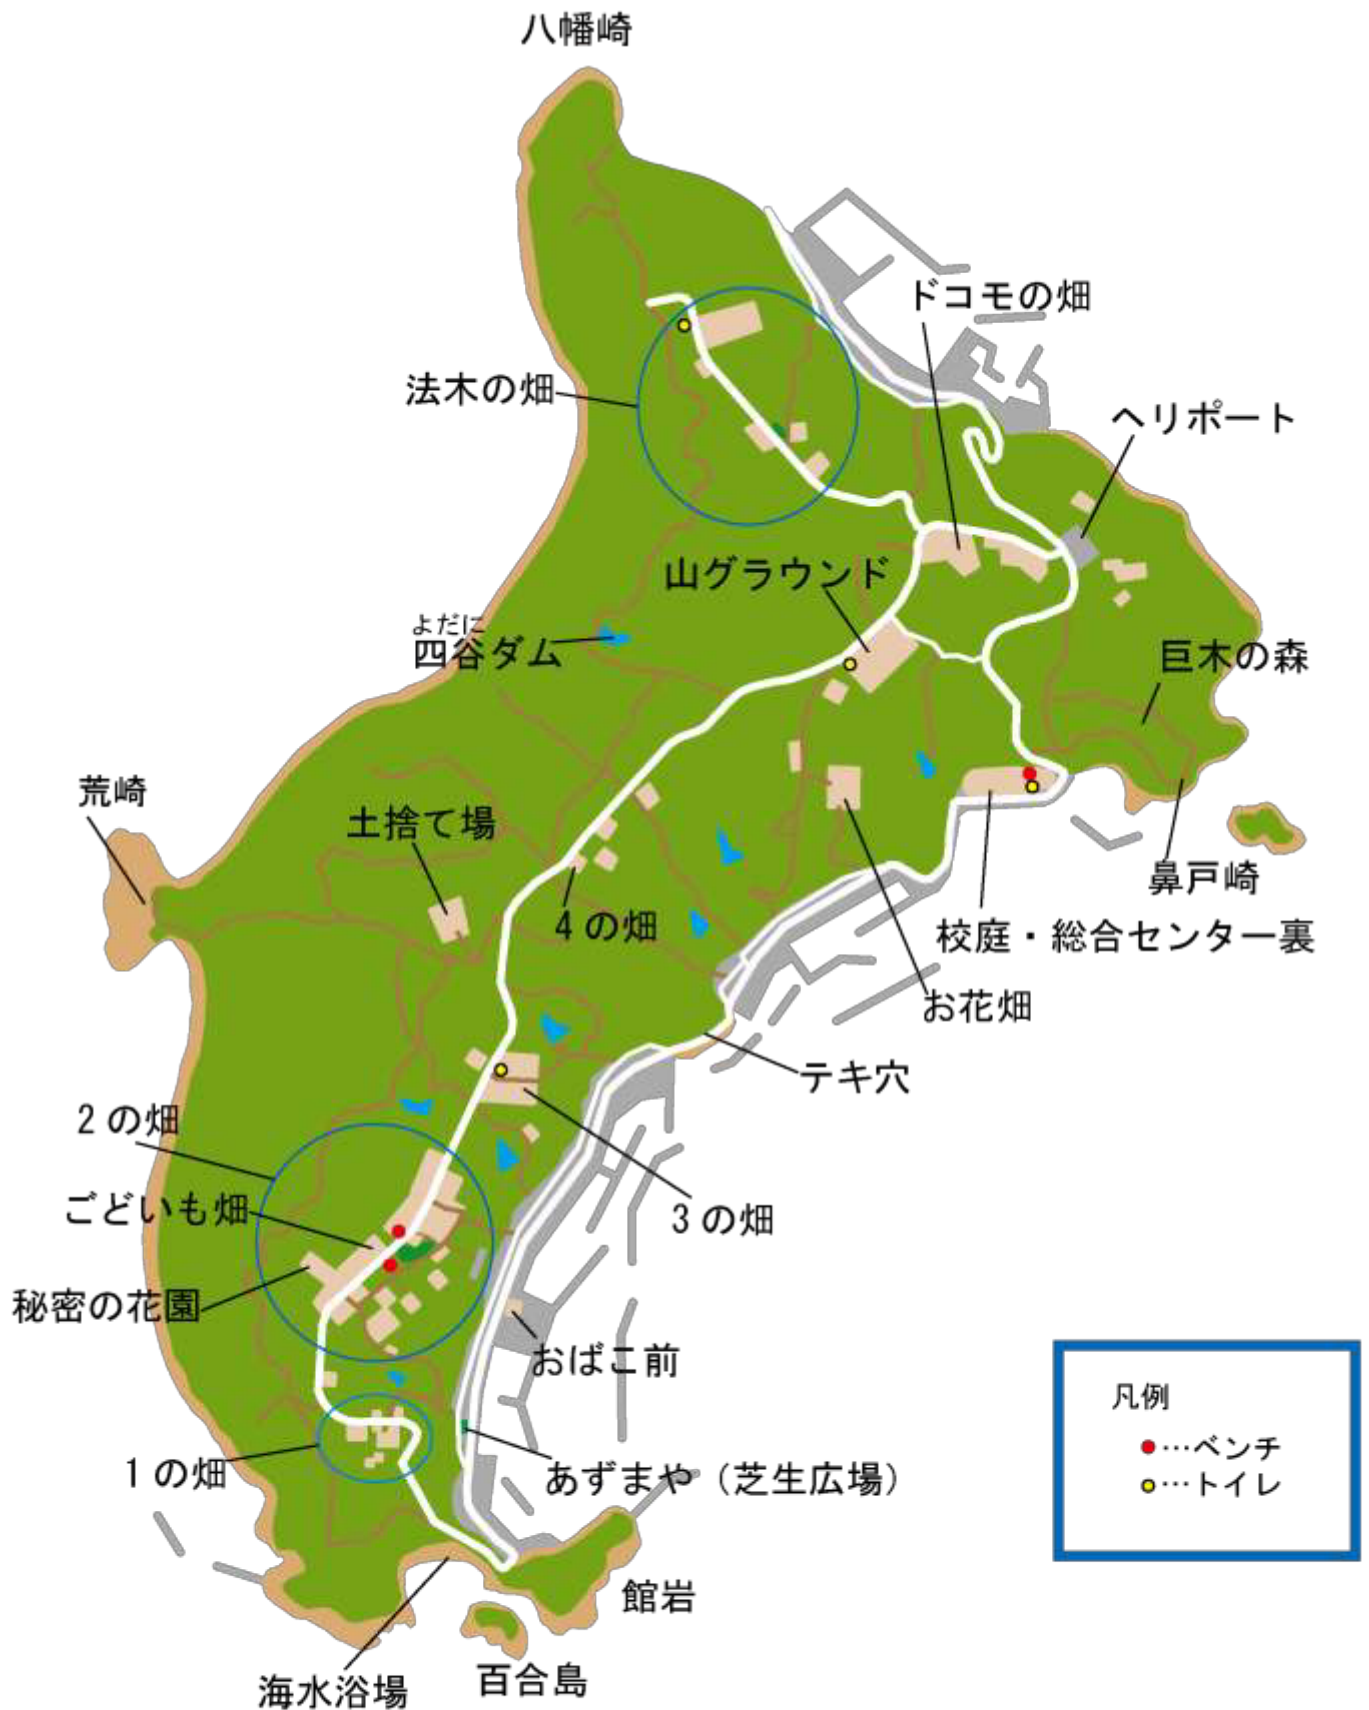 八幡崎
ドコモの畑
法木の畑
ヘリポート
山グラウンド
よだに
四谷ダム
巨木の森
荒崎
土捨て場
鼻戸崎
4の畑
校庭・総合センター裏
お花畑
テキ穴
2の畑
ごどいも畑
3の畑
秘密の花園
おばこ前
凡例
…ベンチ
…トイレ
1の畑
あずまや（芝生広場）
館岩
百合島
海水浴場